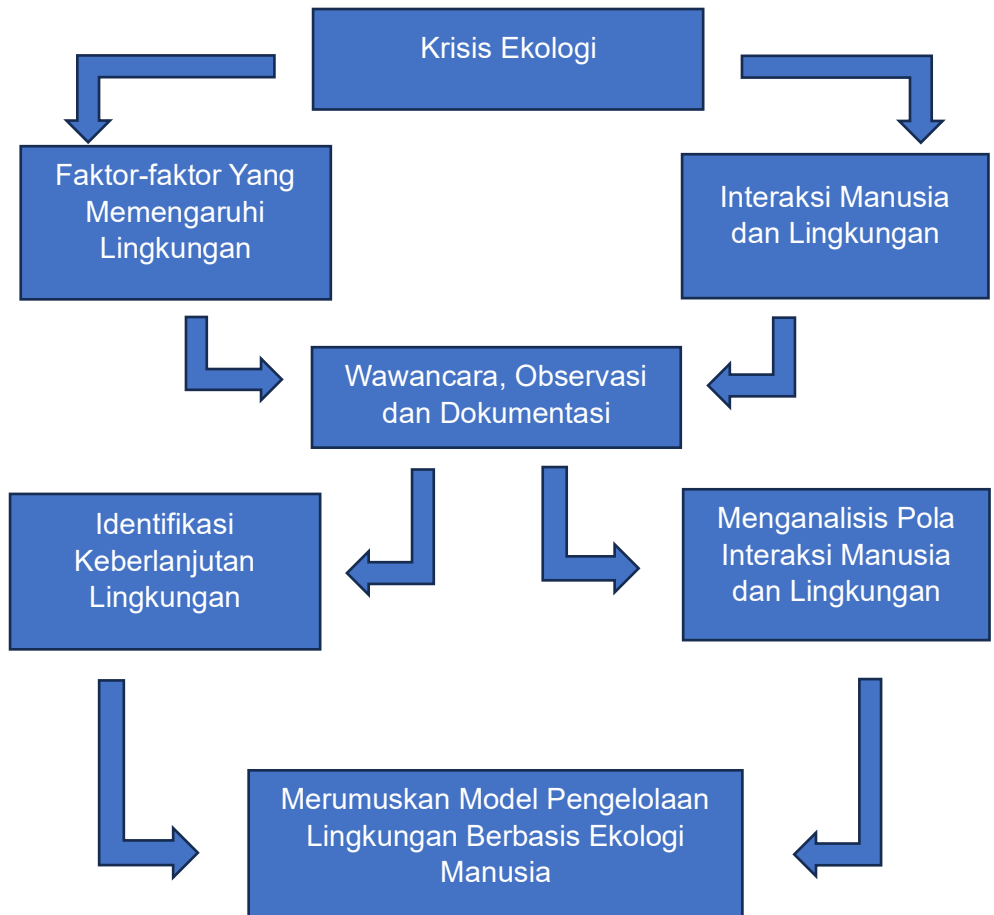 Krisis Ekologi
Faktor-faktor Yang
Memengaruhi
Lingkungan
Interaksi Manusia
dan Lingkungan
Wawancara, Observasi
dan Dokumentasi
Identifikasi
Keberlanjutan
Lingkungan
Menganalisis Pola
Interaksi Manusia
dan Lingkungan
Merumuskan Model Pengelolaan
Lingkungan Berbasis Ekologi
Manusia